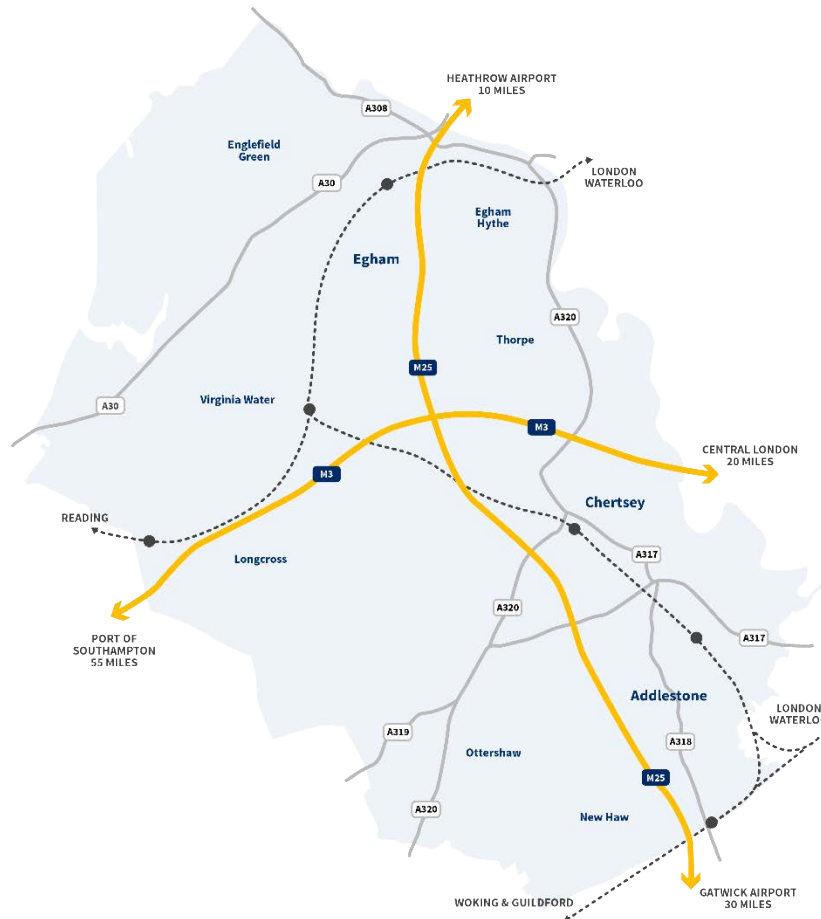 HEATHROW AIRPORT
10 MILES
A308
Englefield
Green
LONDON
WATERLOO
A30
Egham
Hythe
Egham
A320
Thorpe
M25
Virginia Water
A30
M3
CENTRAL LONDON
20 MILES
M3
Chertsey
READING
A317
Longcross
A320
PORT OF
SOUTHAMPTON
55 MILES
A317
Addlestone
LONDON
WATERLO
A319
A318
Ottershaw
M25
A320
New Haw
GATWICK AIRPORT
30 MILES
WOKING & GUILDFORD